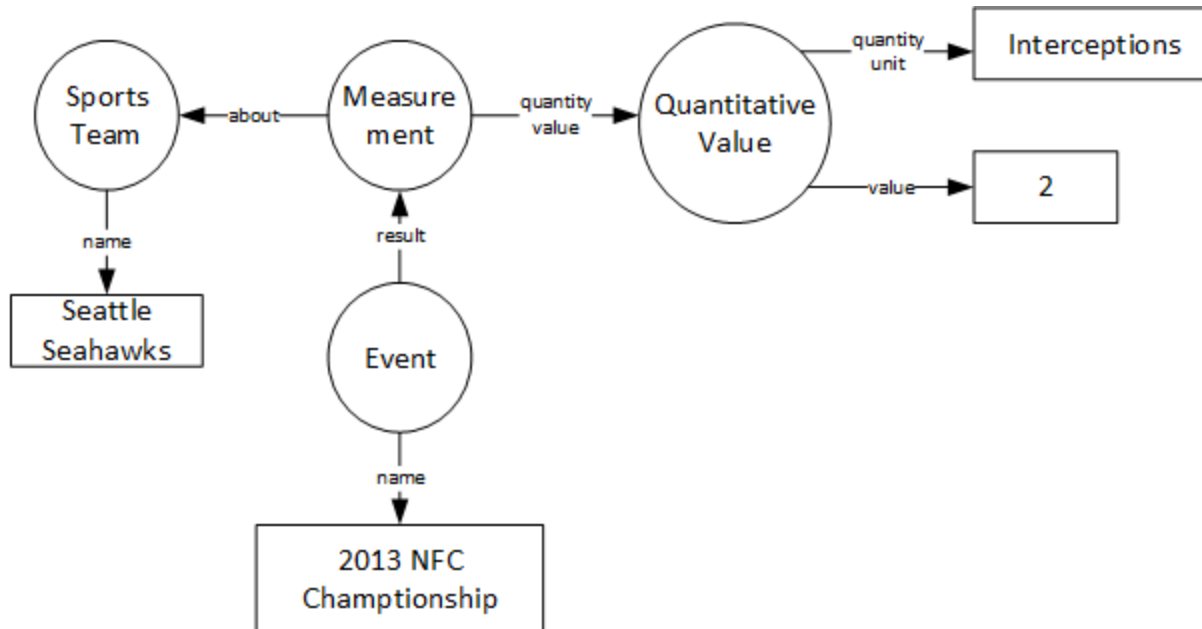 Sports
Team
about
Measure
ment
quantity
value
Quantitative
Value
quantity
unit
Interceptions
value
2
name
Seattle
Seahawks
result
Event
name
2013 NFC
Champtionship